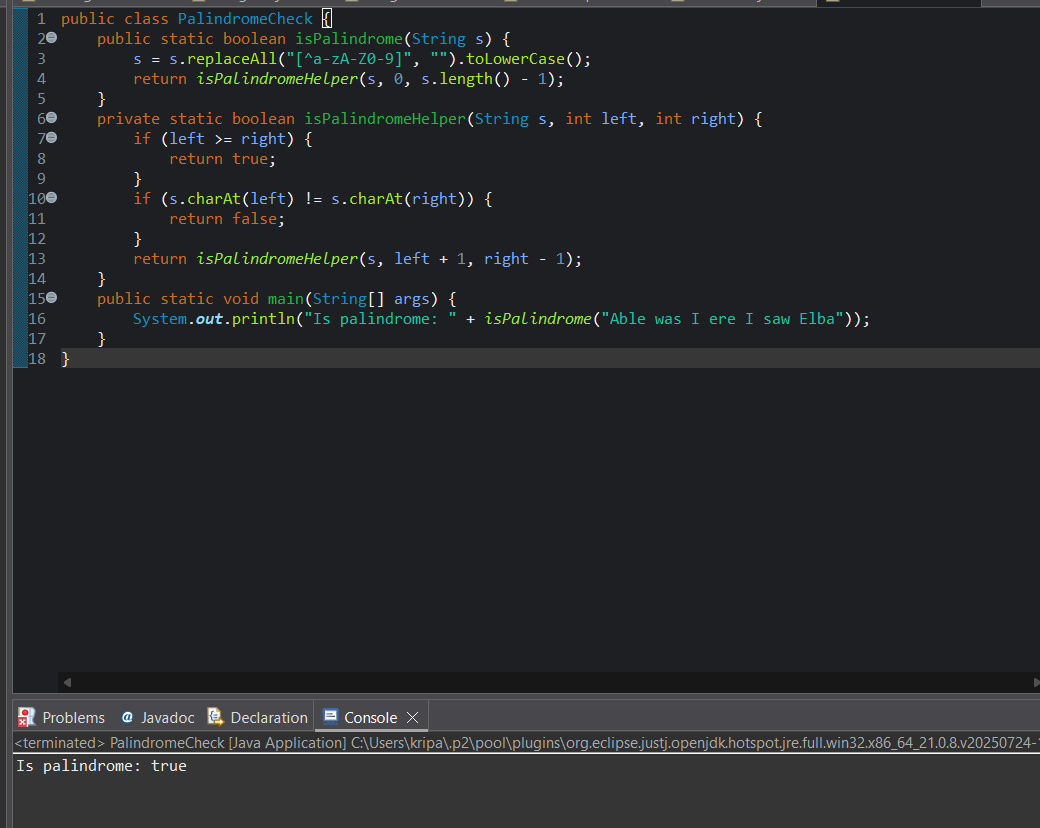 1 public class PalindromeCheck {
2 public static boolean isPalindrome(String s) {
3 s = s.replaceAll("[^a-zA-Z0-9]", "").toLowerCase();
4 return isPalindromeHelper(s, 0, s.length() - 1);
5 }
6 private static boolean isPalindromeHelper(String s, int left, int right) {
7 if (left >= right) {
8 return true;
9 }
10 if (s.charAt(left) != s.charAt(right)) {
11 return false;
12 }
13 return isPalindromeHelper(s, left + 1, right - 1);
14 }
15 public static void main(String[] args) {
16 System.out.println("Is palindrome: " + isPalindrome("Able was I ere I saw Elba"));
17 }
18 }
Problems @ Javadoc Declaration Console
<terminated> PalindromeCheck [Java Application] C:\Users\kripa\.p2\pool\plugins\org.eclipse.justj.openjdk.hotspot.jre.full.win32.x86_64_21.0.8.v20250724-
Is palindrome: true